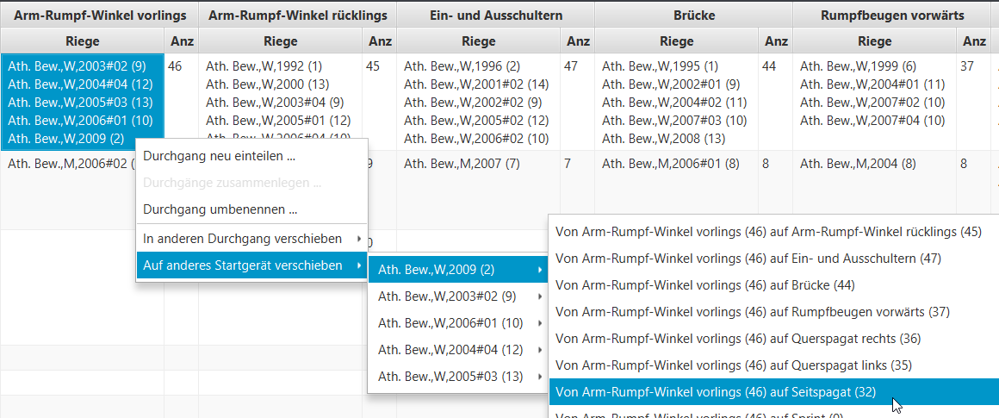 Arm-Rumpf-Winkel vorlings Arm-Rumpf-Winkel rücklings Ein- und Ausschultern Brücke Rumpfbeugen vorwärts
Riege Anz Riege Anz Riege Anz Riege Anz Riege Anz
Ath. Bew.,W,2003#02 (9) 46 Ath. Bew.,W,1992 (1) 45 Ath. Bew.,W,1996 (2) 47 Ath. Bew.,W,1995 (1) 44 Ath. Bew.,W,1999 (6) 37
Ath. Bew.,W,2004#04 (12) Ath. Bew.,W,2000 (13) Ath. Bew.,W,2001#02 (14) Ath. Bew.,W,2002#01 (9) Ath. Bew.,W,2004#01 (11)
Ath. Bew.,W,2005#03 (13) Ath. Bew.,W,2003#04 (9) Ath. Bew.,W,2002#02 (9) Ath. Bew.,W,2004#02 (11) Ath. Bew.,W,2007#02 (10)
Ath. Bew.,W,2006#01 (10) Ath. Bew.,W,2005#01 (12) Ath. Bew.,W,2005#02 (12) Ath. Bew.,W,2007#03 (10) Ath. Bew.,W,2007#04 (10)
Ath. Bew.,W,2009 (2) Ath. Bew.,W,2006#04 (10) Ath. Bew.,W,2006#02 (10) Ath. Bew.,W,2008 (13)
Ath. Bew.,M,2006#02 ( 9 Ath. Bew.,M,2007 (7) 7 Ath. Bew.,M,2006#01 (8) 8 Ath. Bew.,M,2004 (8) 8
Durchgang neu einteilen ...
Durchgänge zusammenlegen ...
Durchgang umbenennen ...
In anderen Durchgang verschieben 0
Auf anderes Startgerät verschieben
Ath. Bew.,W,2009 (2)
Ath. Bew.,W,2003#02 (9)
Ath. Bew.,W,2006#01 (10)
Ath. Bew.,W,2004#04 (12)
Ath. Bew.,W,2005#03 (13)
Von Arm-Rumpf-Winkel vorlings (46) auf Arm-Rumpf-Winkel rücklings (45)
Von Arm-Rumpf-Winkel vorlings (46) auf Ein- und Ausschultern (47)
Von Arm-Rumpf-Winkel vorlings (46) auf Brücke (44)
Von Arm-Rumpf-Winkel vorlings (46) auf Rumpfbeugen vorwärts (37)
Von Arm-Rumpf-Winkel vorlings (46) auf Querspagat rechts (36)
Von Arm-Rumpf-Winkel vorlings (46) auf Querspagat links (35)
Von Arm-Rumpf-Winkel vorlings (46) auf Seitspagat (32)
Von Arm-Rumpf-Winkel vorlings (46) auf Sprint (0)